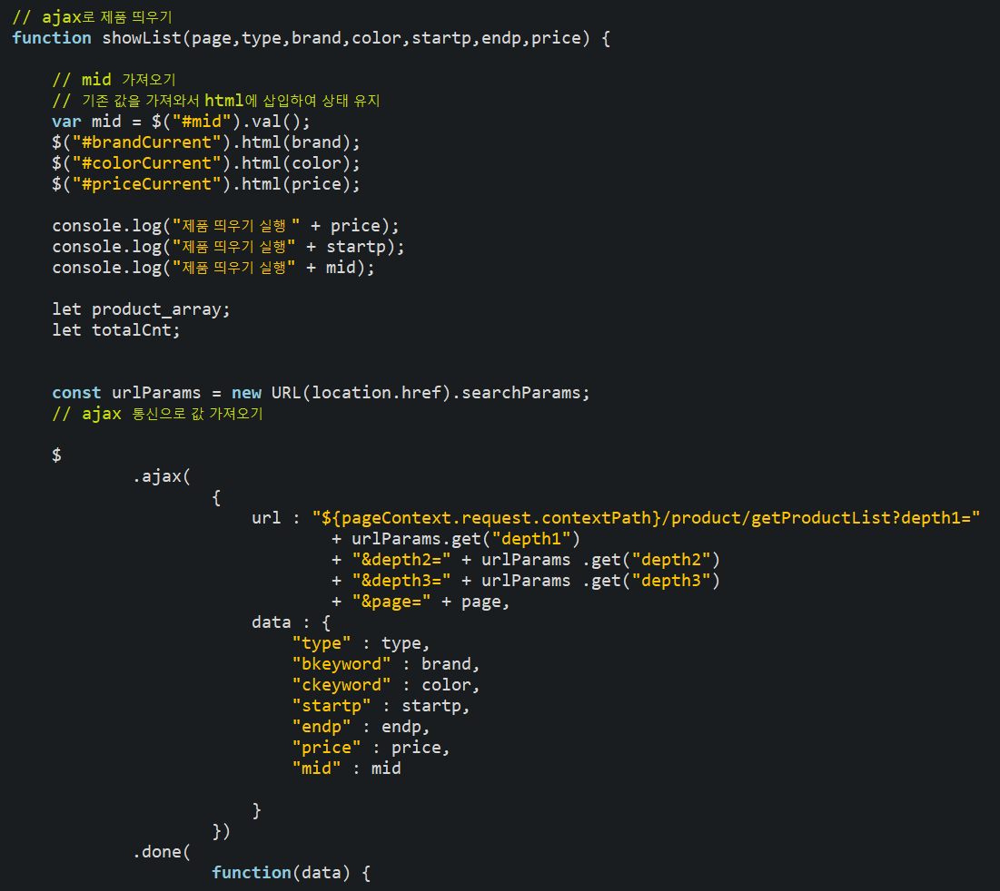 // ajax로 제품 띄우기
function showList(page,type,brand,color,startp,endp,price) {
// mid 가져오기
// 기존 값을 가져와서 html에 삽입하여 상태 유지
var mid = $("#mid").val();
$("#brandCurrent").html(brand);
$("#colorCurrent").html(color);
$("#priceCurrent").html(price);
console.log("제품 띄우기 실행 " + price);
console.log("제품 띄우기 실행" + startp);
console.log("제품 띄우기 실행" + mid);
let product_array;
let totalCnt;
const urlParams = new URL(location.href).searchParams;
// ajax 통신으로 값 가져오기
$
.ajax(
{
url : "${pageContext.request.contextPath}/product/getProductList?depth1="
+ urlParams.get("depth1")
+ "&depth2=" + urlParams .get("depth2")
+ "&depth3=" + urlParams .get("depth3")
+ "&page=" + page,
data : {
"type" : type,
"bkeyword" : brand,
"ckeyword" : color,
"startp" : startp,
"endp" : endp,
"price" : price,
"mid" : mid
}
})
.done(
function(data) {